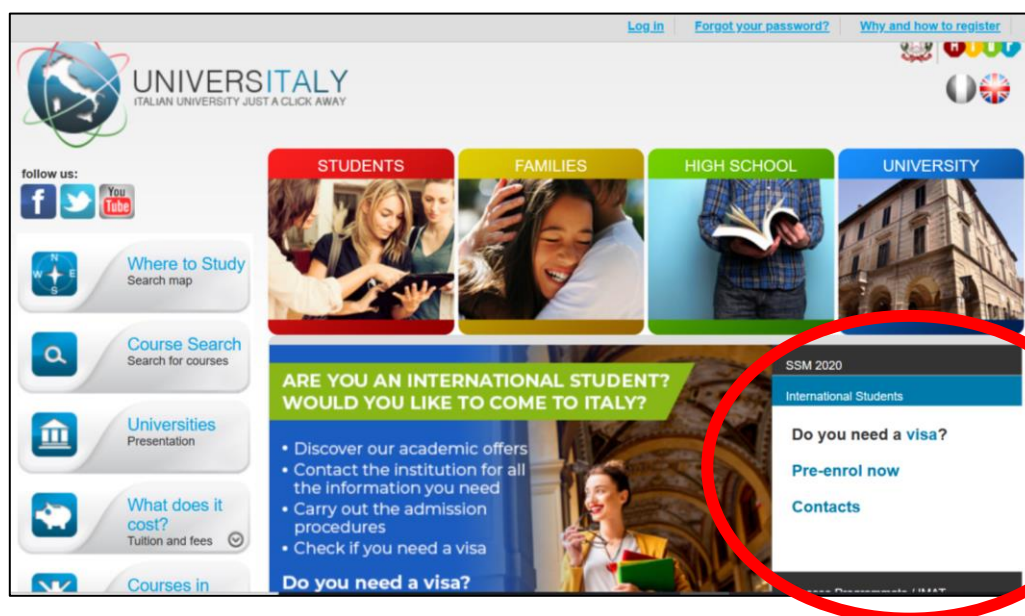 Log in Forgot your password? Why and how to register
UNIVERSITALY
ITALIAN UNIVERSITY JUST A CLICK AWAY
follow us:
You
Tube
STUDENTS
FAMILIES
HIGH SCHOOL
UNIVERSITY
N
W E
S
Where to Study
Search map
Course Search
Search for courses
Universities
Presentation
What does it
cost?
Tuition and fees
Courses in
ARE YOU AN INTERNATIONAL STUDENT?
WOULD YOU LIKE TO COME TO ITALY?
• Discover our academic offers
• Contact the institution for all
the information you need
• Carry out the admission
procedures
• Check if you need a visa
Do you need a visa?
SSM 2020
International Students
Do you need a visa?
Pre-enrol now
Contacts